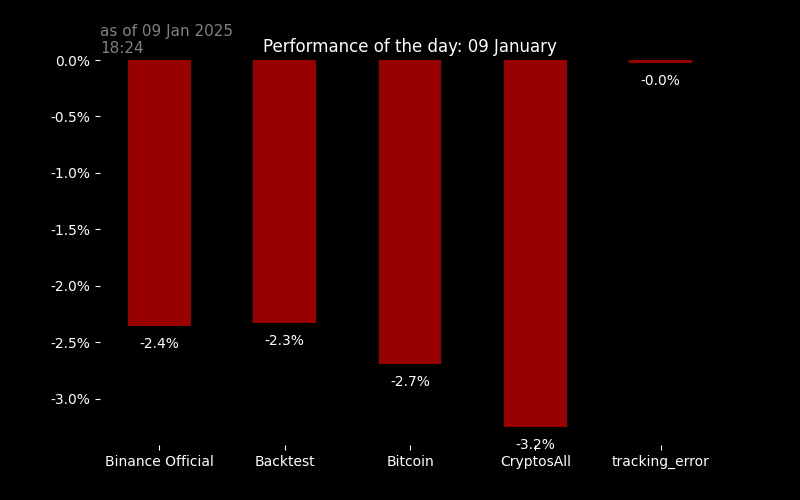 as of 09 Jan 2025
18:24
Performance of the day: 09 January
0.0%
-0.5%
-1.0%
-1.5%
-2.0%
-2.5%
-3.0%
-2.4%
-2.3%
-2.7%
-3.2%
-0.0%
Binance Official
Backtest
Bitcoin
CryptosAll
tracking_error